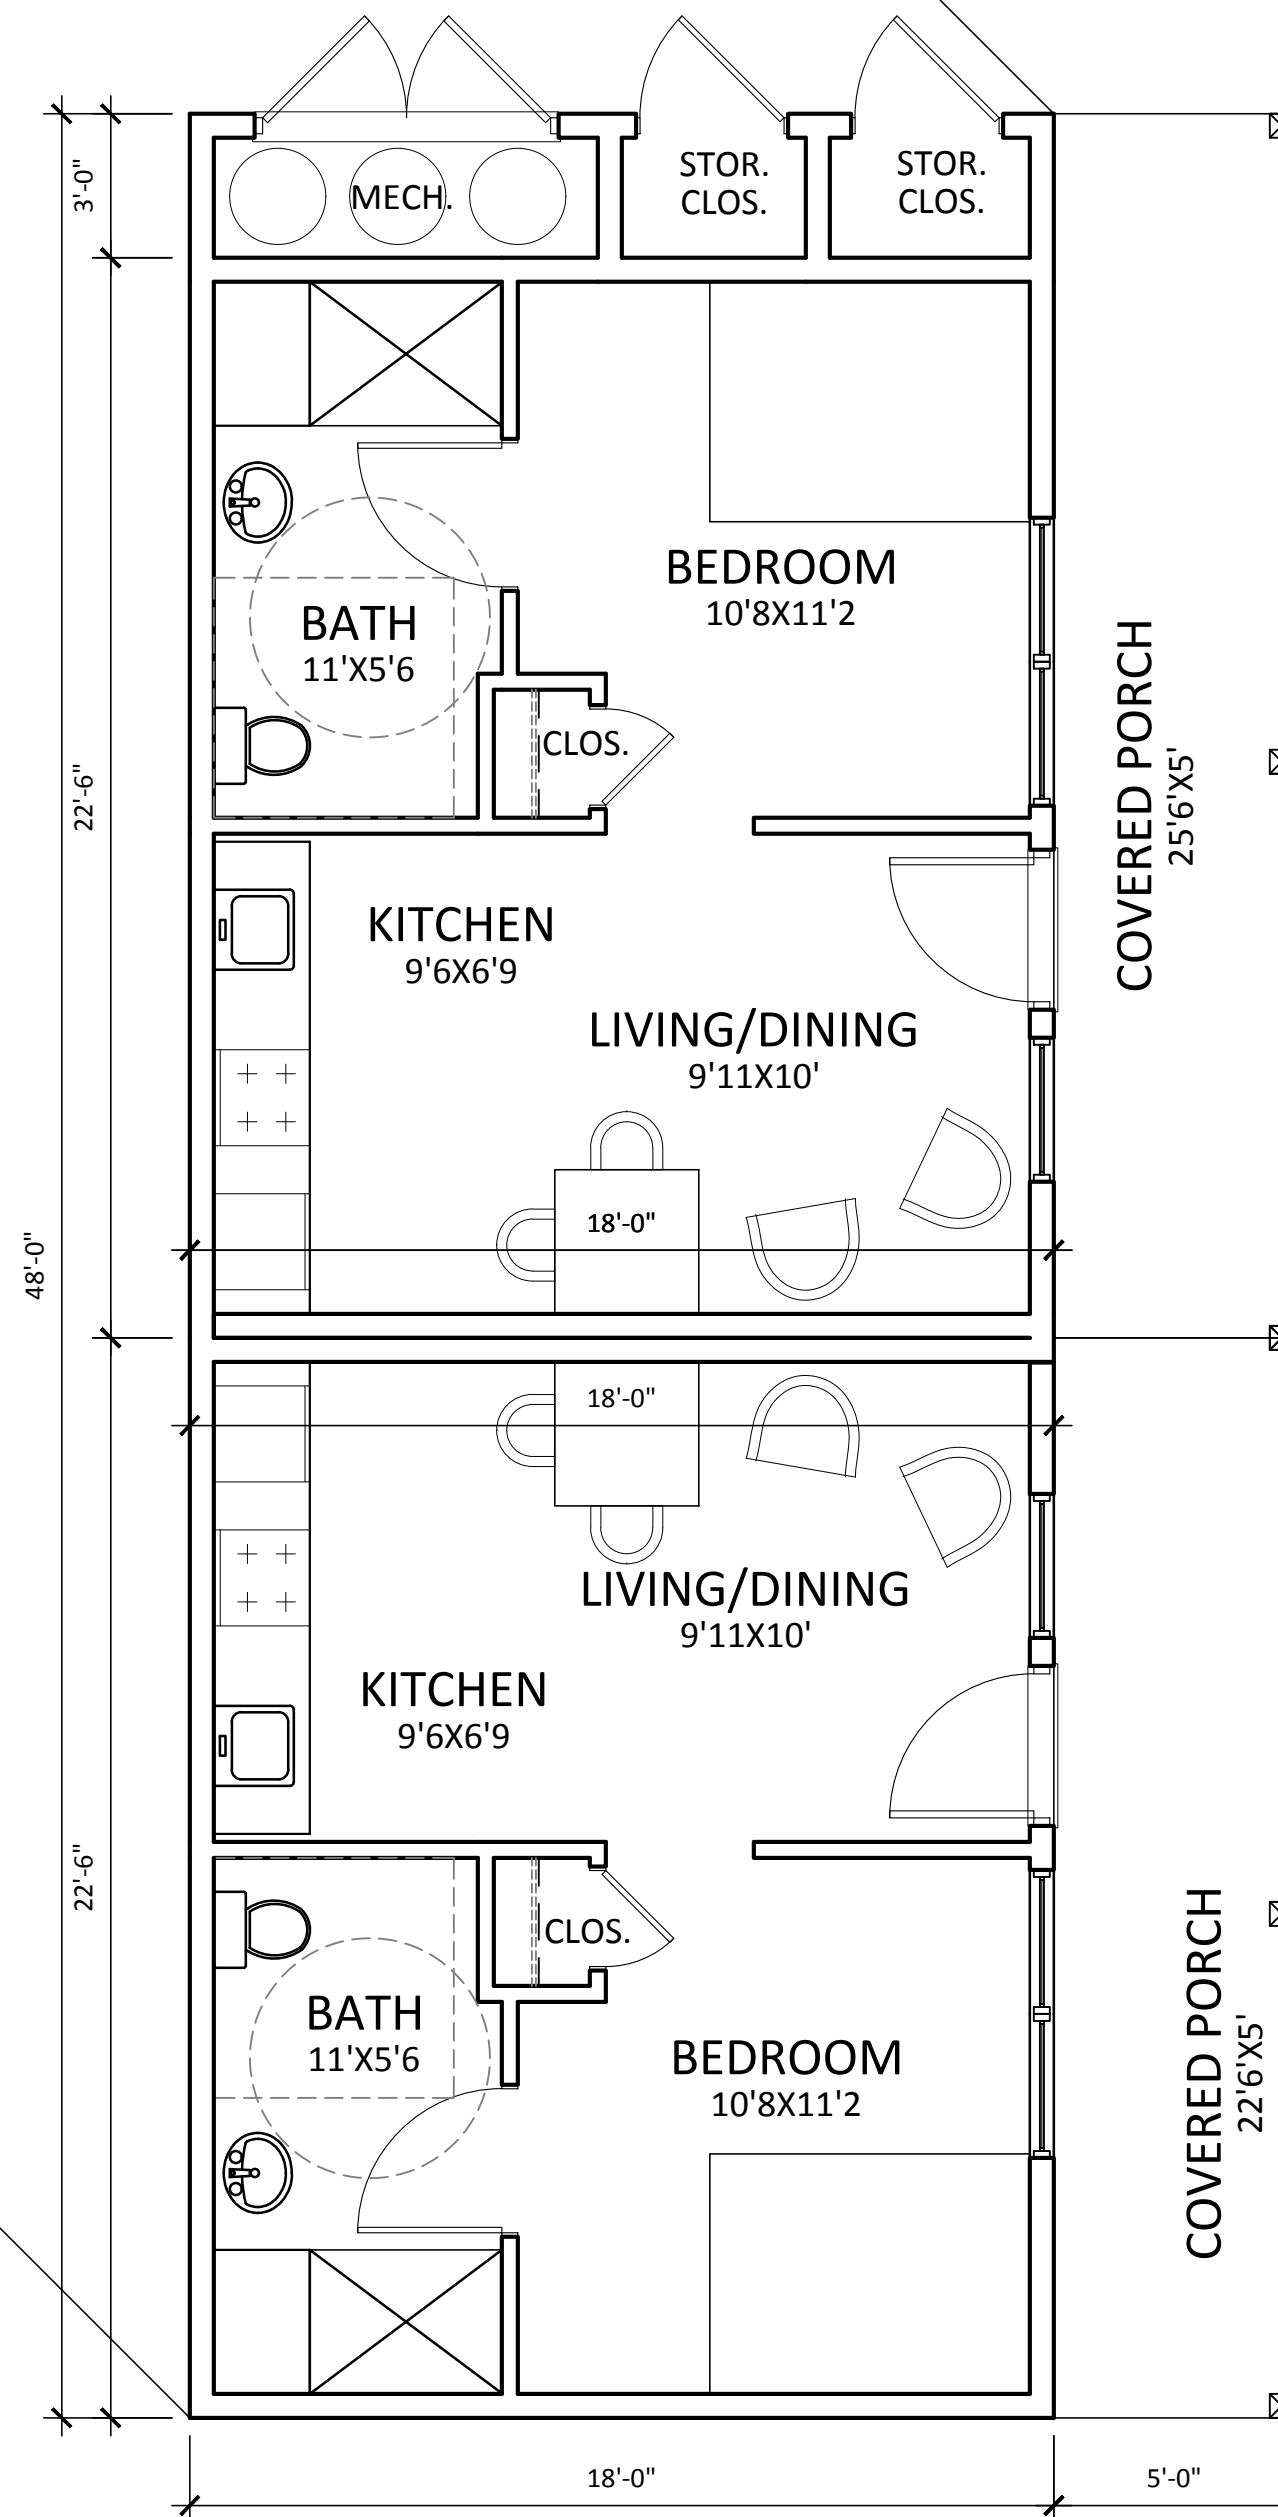 3'-0"
MECH.
STOR.
CLOS.
STOR.
CLOS.
BEDROOM
10'8X11'2
BATH
11'X5'6
CLOS.
22'-6"
COVERED PORCH
25'6'X5'
KITCHEN
9'6X6'9
LIVING/DINING
9'11X10'
18'-0"
48'-0"
18'-0"
LIVING/DINING
9'11X10'
KITCHEN
9'6X6'9
22'-6"
CLOS.
BATH
11'X5'6
BEDROOM
10'8X11'2
COVERED PORCH
22'6'X5'
18'-0"
5'-0"